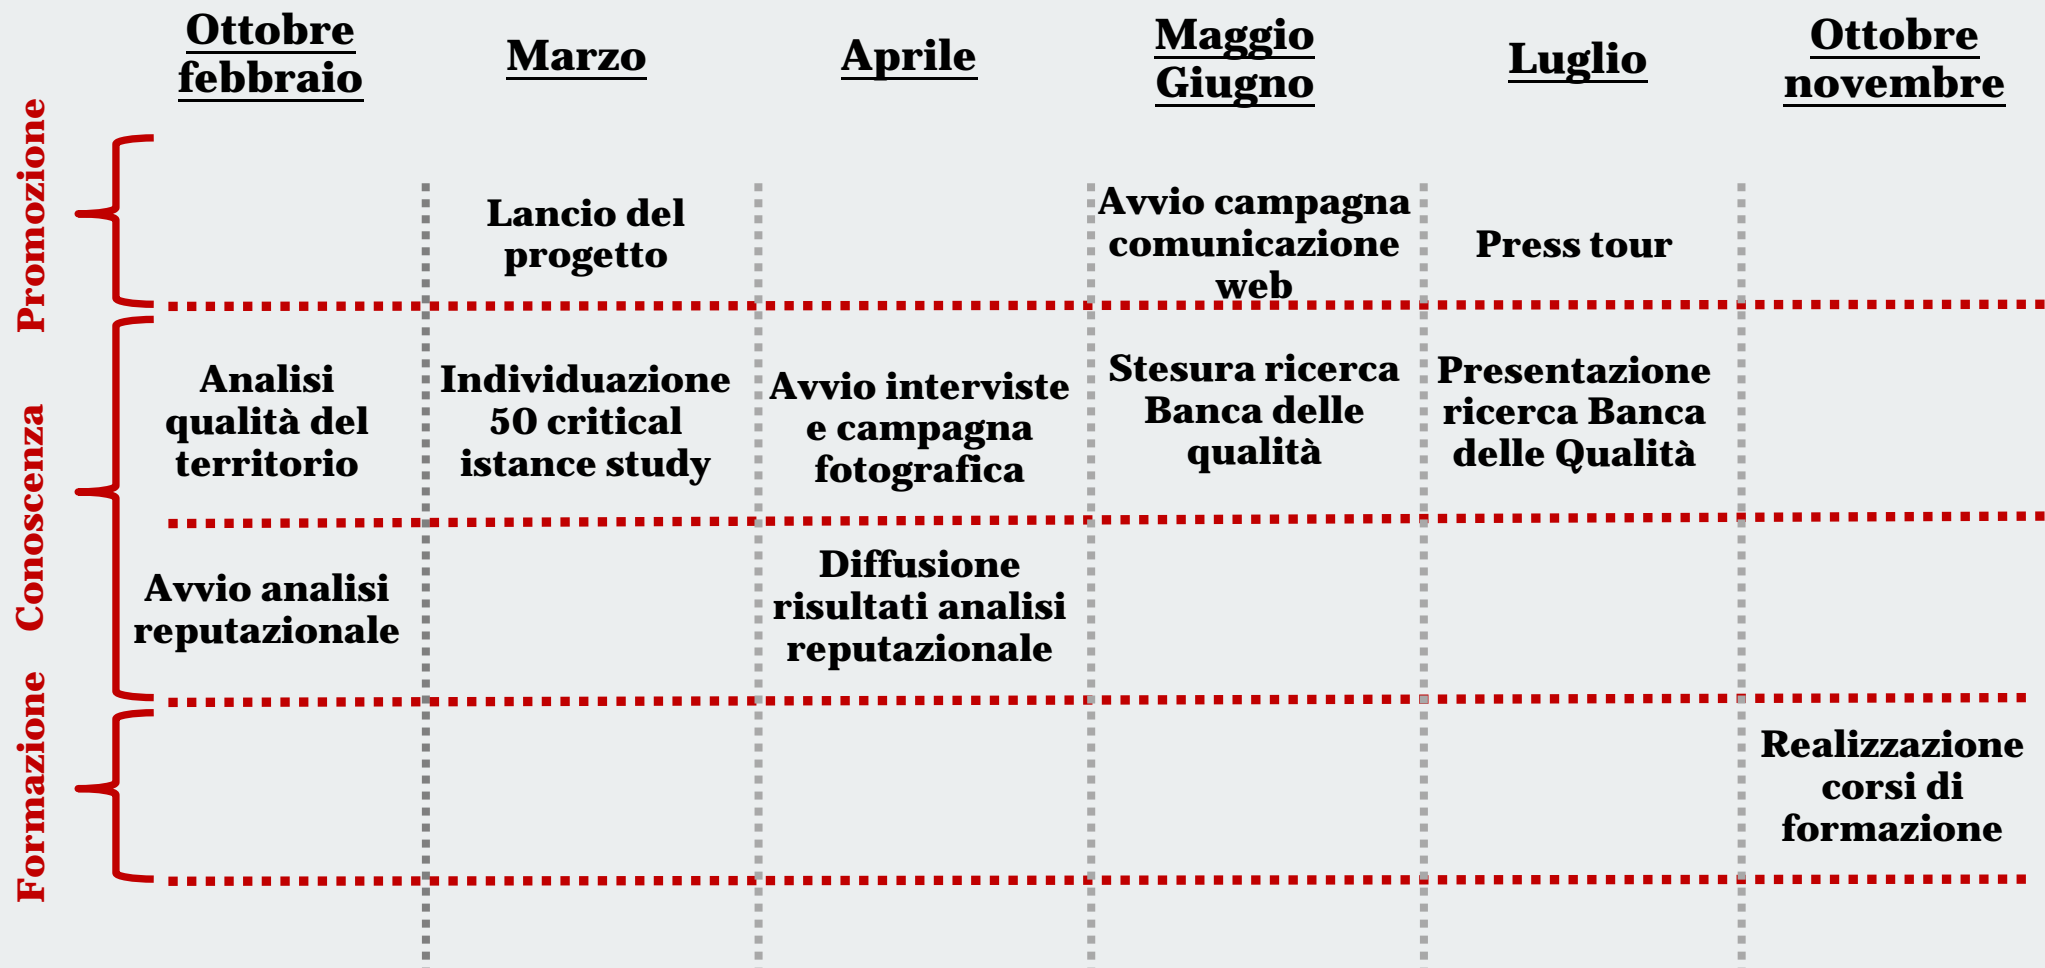 Ottobre
febbraio
Marzo
Aprile
Maggio
Giugno
Luglio
Ottobre
novembre
Promozione
Lancio del
progetto
Avvio campagna
comunicazione
web
Press tour
Conoscenza
Analisi
qualità del
territorio
Individuazione
50 critical
istance study
Avvio interviste
e campagna
fotografica
Stesura ricerca
Banca delle
qualità
Presentazione
ricerca Banca
delle Qualità
Avvio analisi
reputazionale
Diffusione
risultati analisi
reputazionale
Formazione
Realizzazione
corsi di
formazione